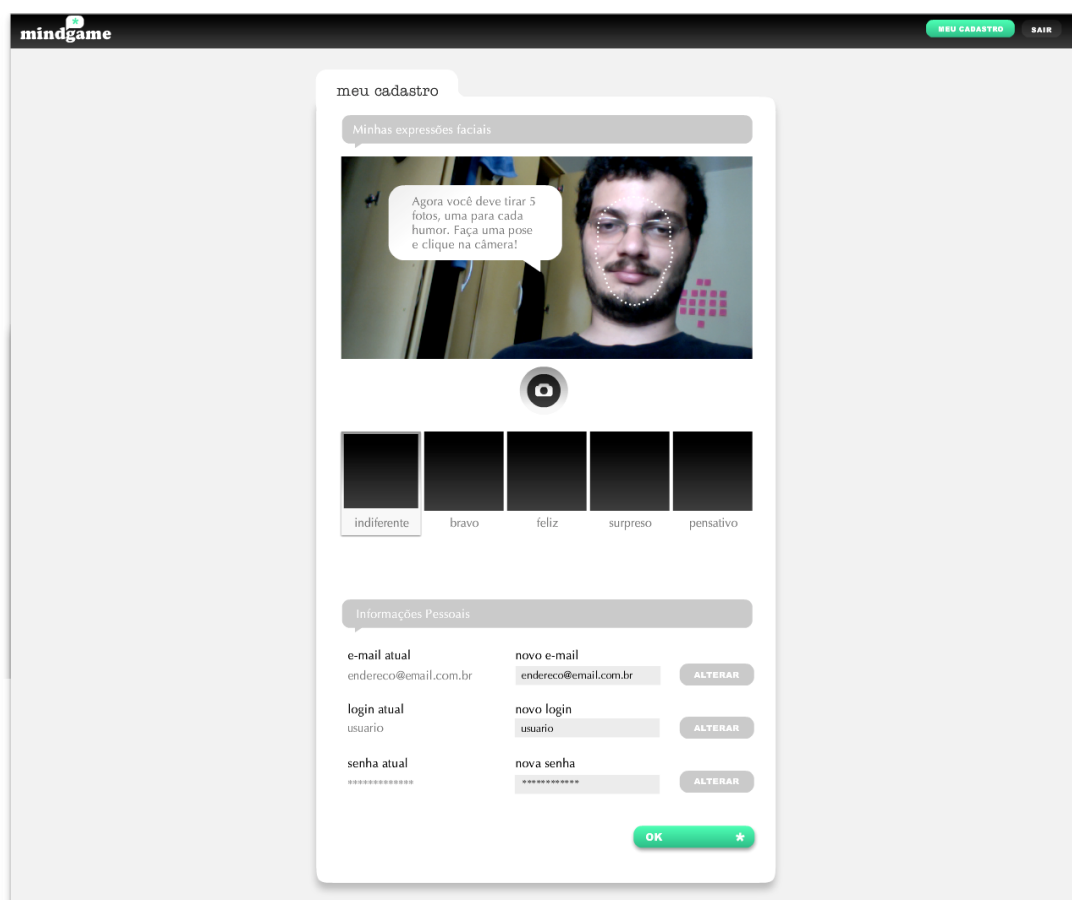 mindgame
MEU CADASTRO
SAIR
meu cadastro
Minhas expressões faciais
Agora você deve tirar 5
fotos, uma para cada
humor. Faça uma pose
e clique na câmera!
indiferente
bravo
feliz
surpreso
pensativo
Informações Pessoais
e-mail atual
novo e-mail
endereco@email.com.br
endereco@email.com.br
ALTERAR
login atual
novo login
usuario
usuario
ALTERAR
senha atual
nova senha
*************
************
ALTERAR
OK *